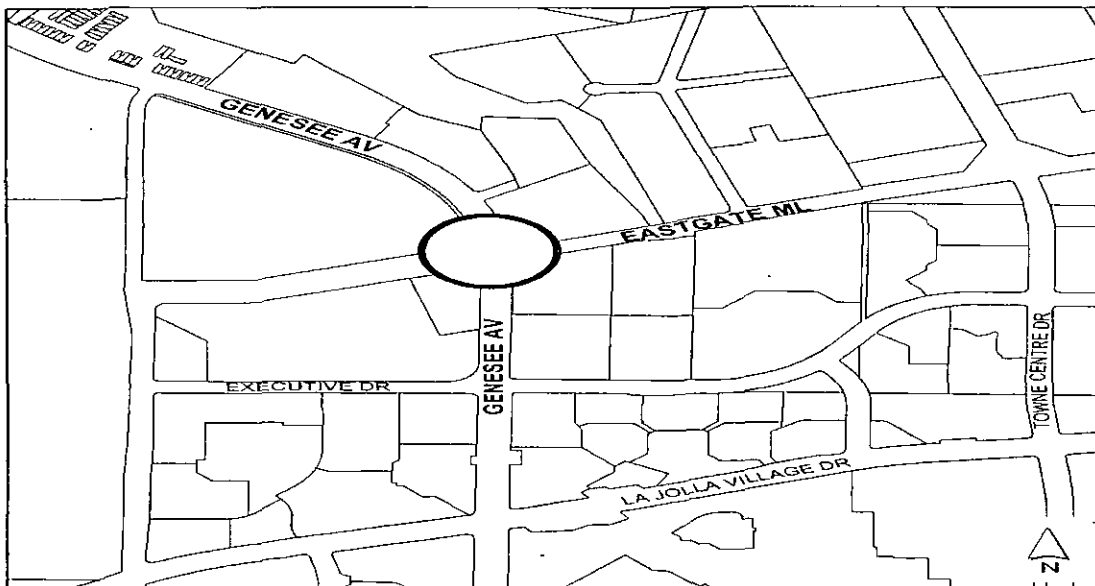 GENESEE AV
EASTGATE ML
GENESEE AV
EXECUTIVE DR
TOWNE CENTRE DR
LA JOLLA VILLAGE DR
N